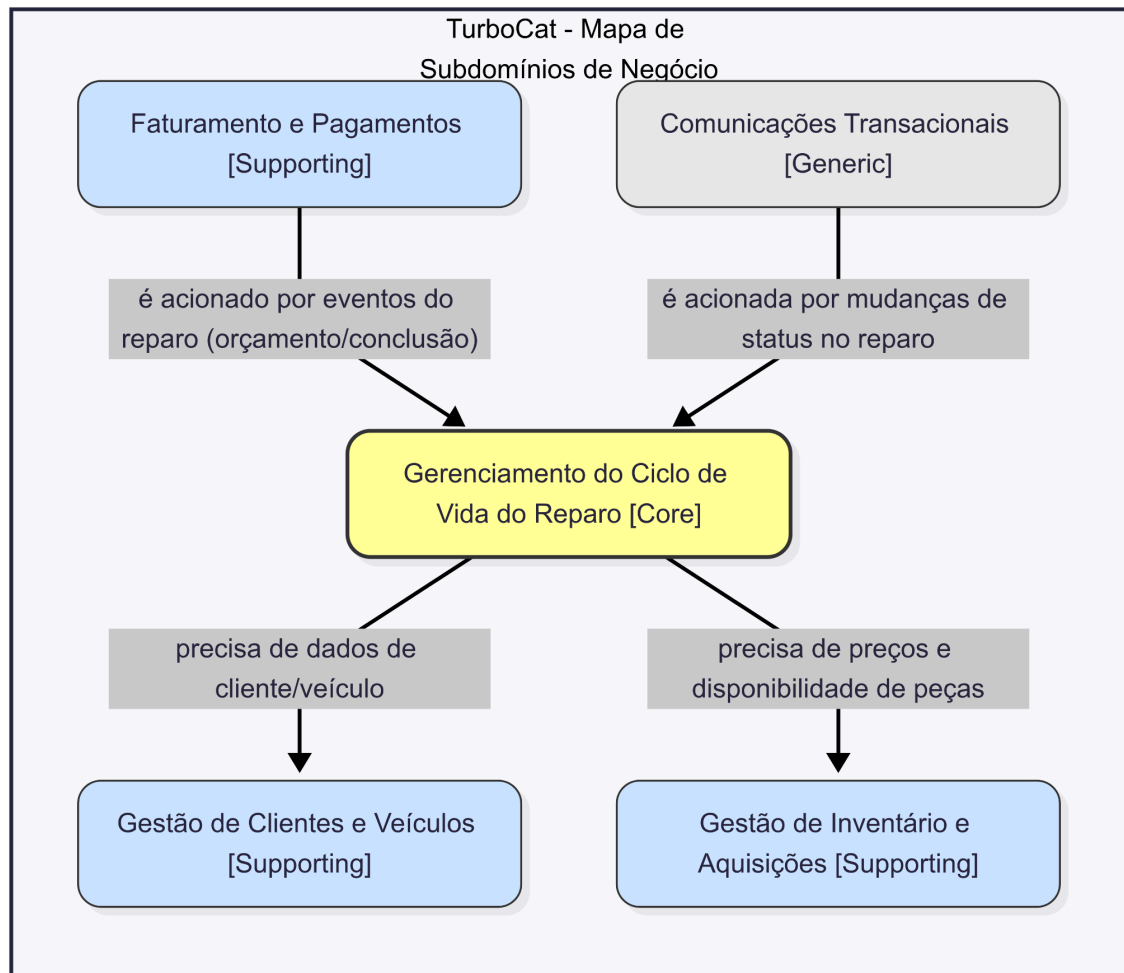 TurboCat - Mapa de
Subdomínios de Negócio
Faturamento e Pagamentos
[Supporting]
Comunicações Transacionais
[Generic]
é acionado por eventos do
reparo (orçamento/conclusão)
é acionada por mudanças de
status no reparo
Gerenciamento do Ciclo de
Vida do Reparo [Core]
precisa de dados de
cliente/veículo
precisa de preços e
disponibilidade de peças
Gestão de Clientes e Veículos
[Supporting]
Gestão de Inventário e
Aquisições [Supporting]